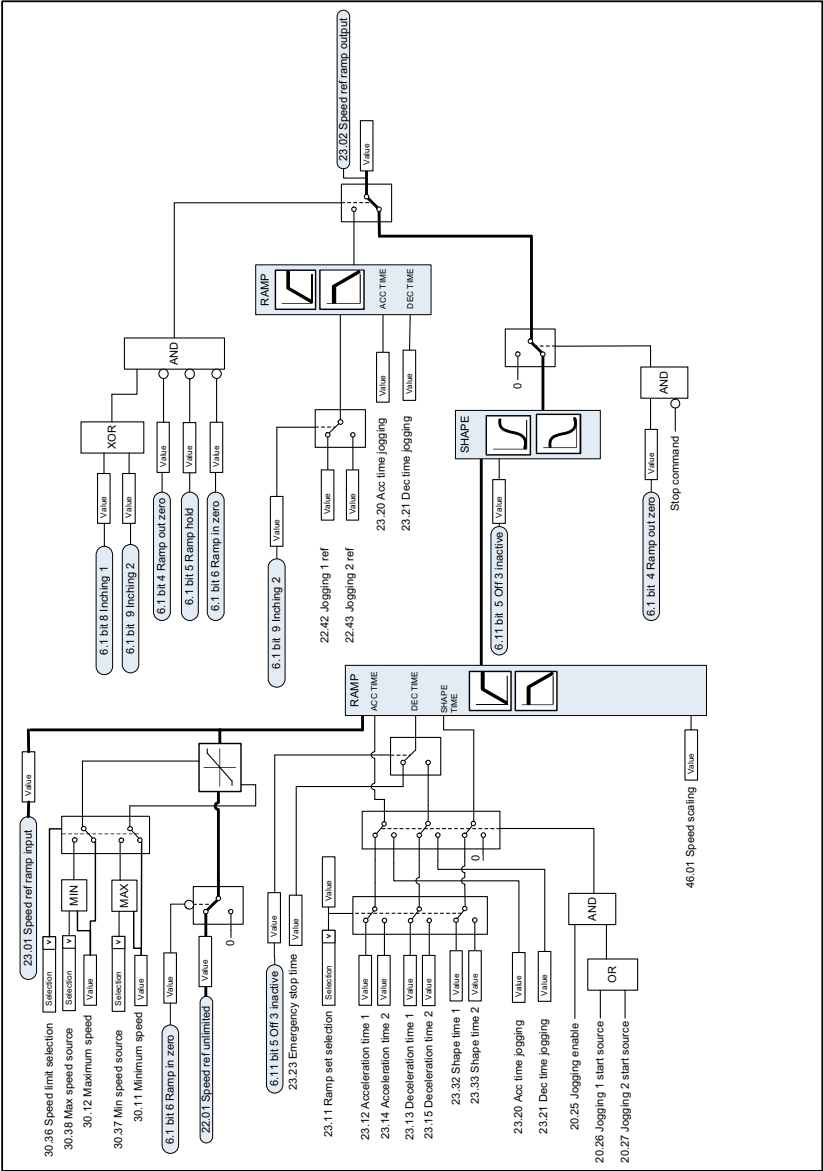 23.01 Speed ref ramp input
Value
30.36 Speed limit selection
Selection
v
30.38 Max speed source
Selection
v
MIN
30.12 Maximum speed
Value
30.37 Min speed source
Selection
v
MAX
30.11 Minimum speed
Value
6.1 bit 6 Ramp in zero
Value
22.01 Speed ref unlimited
Value
0
6.11 bit 5 Off 3 inactive
Value
23.23 Emergency stop time
Value
23.11 Ramp set selection
Selection
v
Value
23.12 Acceleration time 1
Value
23.14 Acceleration time 2
Value
23.13 Deceleration time 1
Value
23.15 Deceleration time 2
Value
23.32 Shape time 1
Value
23.33 Shape time 2
Value
0
23.20 Acc time jogging
Value
23.21 Dec time jogging
Value
20.25 Jogging enable
AND
20.26 Jogging 1 start source
OR
20.27 Jogging 2 start source
46.01 Speed scaling
Value
RAMP
ACC TIME
DEC TIME
SHAPE
TIME
6.1 bit 8 Inching 1
Value
6.1 bit 9 Inching 2
Value
XOR
6.1 bit 4 Ramp out zero
Value
6.1 bit 5 Ramp hold
Value
6.1 bit 6 Ramp in zero
Value
AND
6.1 bit 9 Inching 2
Value
22.42 Jogging 1 ref
Value
22.43 Jogging 2 ref
Value
23.20 Acc time jogging
Value
23.21 Dec time jogging
Value
RAMP
ACC TIME
DEC TIME
6.11 bit 5 Off 3 inactive
Value
SHAPE
0
6.1 bit 4 Ramp out zero
Value
AND
Stop command
23.02 Speed ref ramp output
Value